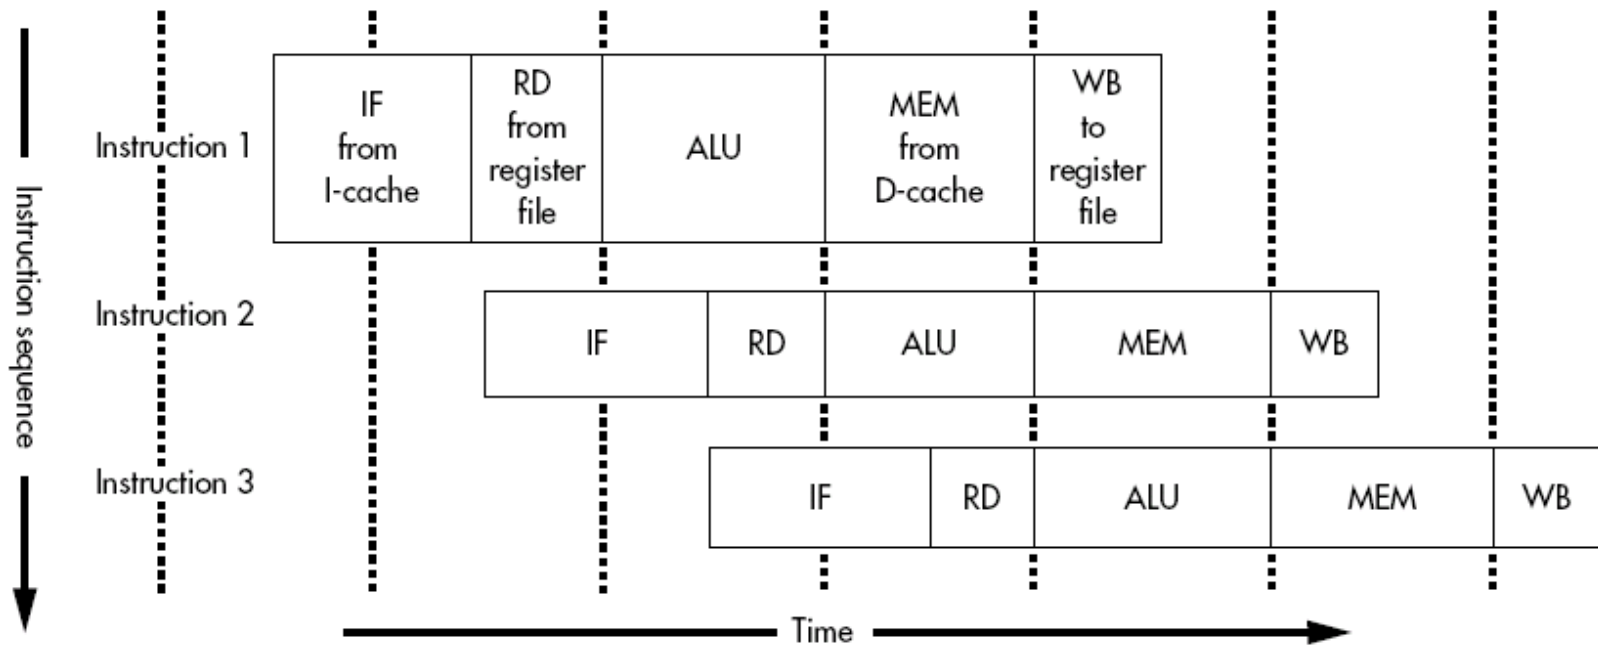 Instruction sequence
Instruction 1
IF
from
I-cache
RD
from
register
file
ALU
MEM
from
D-cache
WB
to
register
file
Instruction 2
IF
RD
ALU
MEM
WB
Instruction 3
IF
RD
ALU
MEM
WB
Time